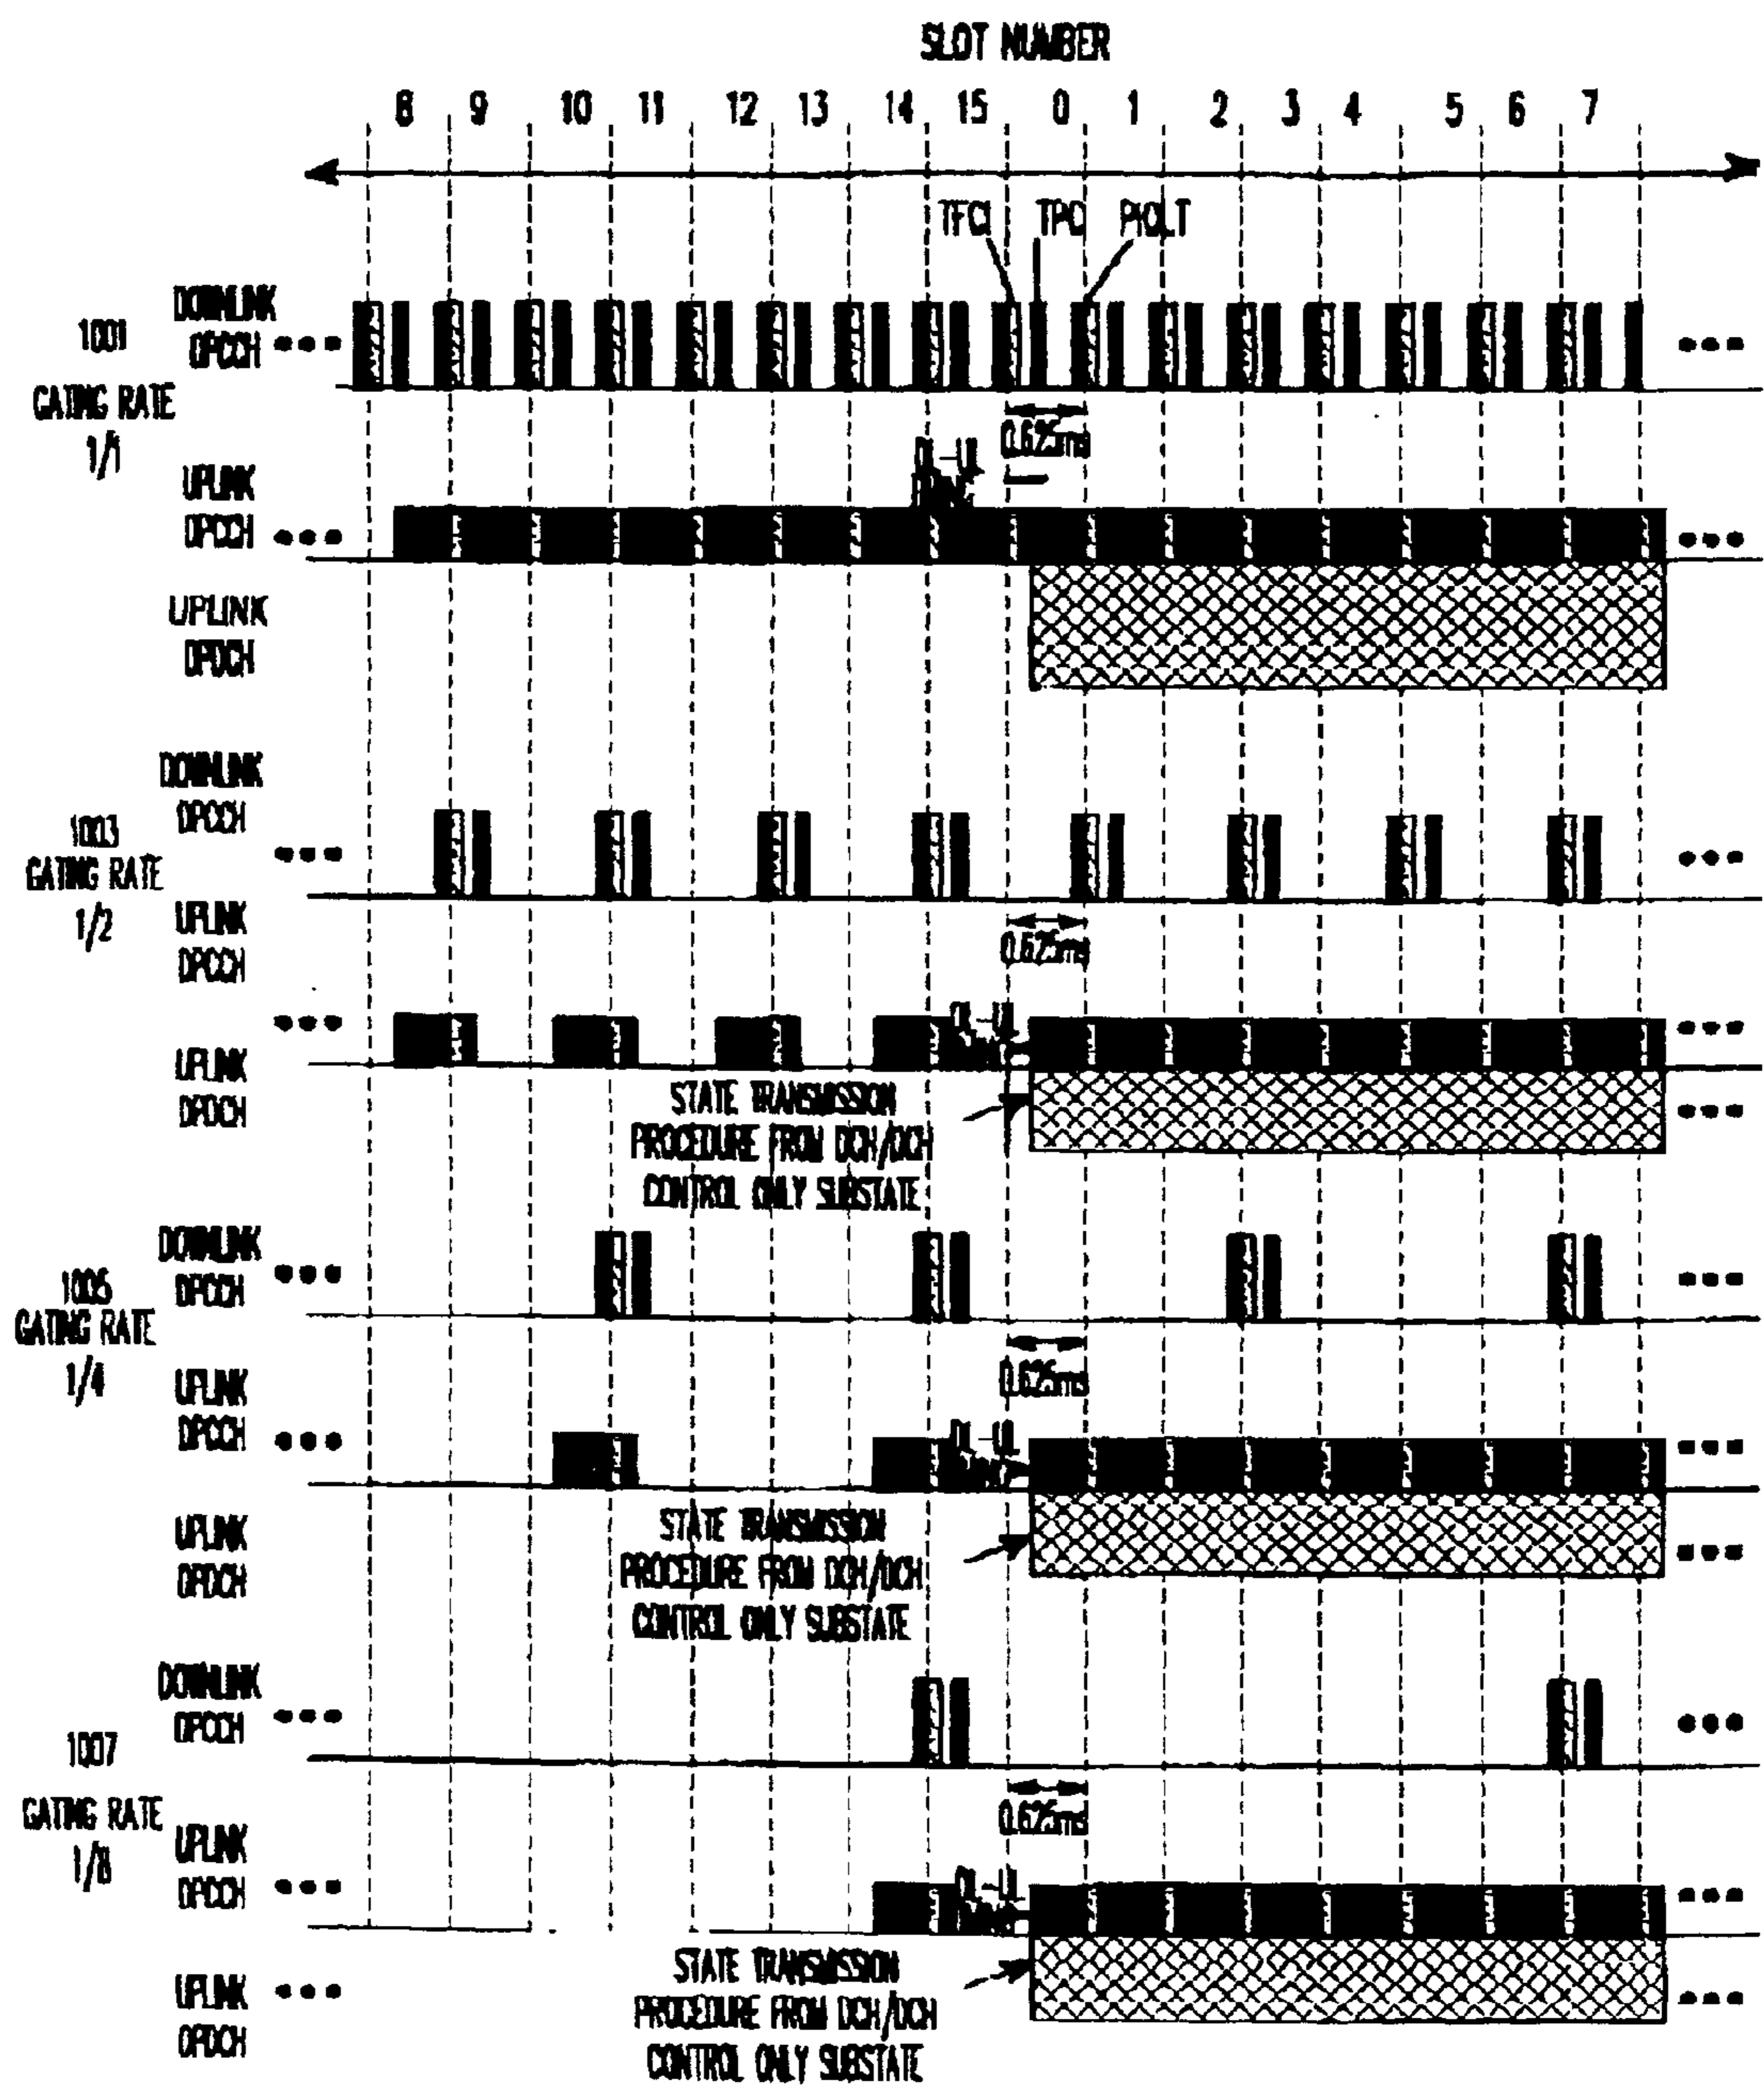 SLOT NUMBER
8 9 10 11 12 13 14 15 0 1 2 3 4 5 6 7
TFCI TPC PIOLT
1001
GATING RATE
1/1
DOWNLINK
DPCCH
0.625ms
DL-UL
UPLINK
DPCCH
UPLINK
DPDCH
1003
GATING RATE
1/2
DOWNLINK
DPCCH
0.625ms
UPLINK
DPCCH
DL-UL
UPLINK
DPDCH
STATE TRANSMISSION
PROCEDURE FROM DCH/DCH
CONTROL ONLY SUBSTATE
1005
GATING RATE
1/4
DOWNLINK
DPCCH
0.625ms
UPLINK
DPCCH
DL-UL
UPLINK
DPDCH
STATE TRANSMISSION
PROCEDURE FROM DCH/DCH
CONTROL ONLY SUBSTATE
1007
GATING RATE
1/8
DOWNLINK
DPCCH
0.625ms
UPLINK
DPCCH
DL-UL
UPLINK
DPDCH
STATE TRANSMISSION
PROCEDURE FROM DCH/DCH
CONTROL ONLY SUBSTATE